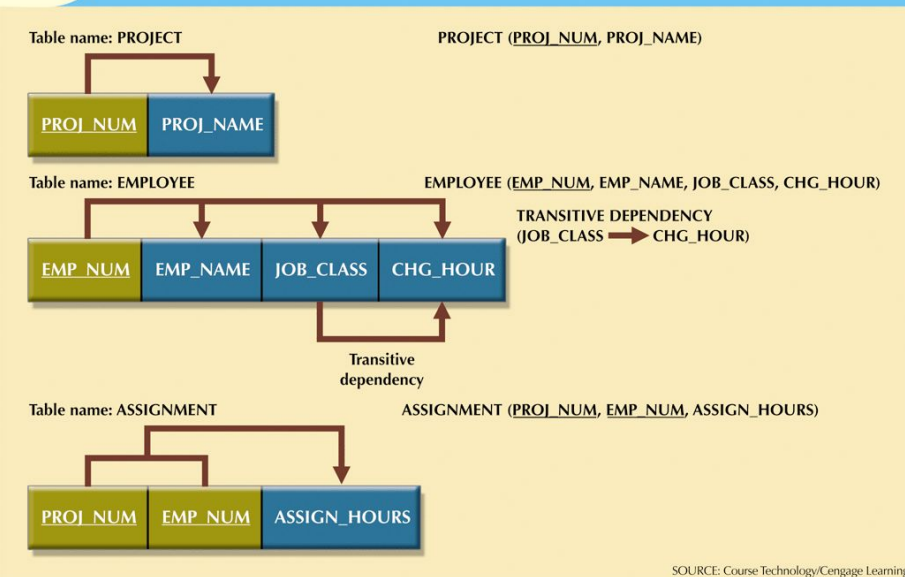 Table name: PROJECT
PROJECT (PROJ_NUM, PROJ_NAME)
PROJ_NUM PROJ_NAME
Table name: EMPLOYEE
EMPLOYEE (EMP_NUM, EMP_NAME, JOB_CLASS, CHG_HOUR)
TRANSITIVE DEPENDENCY
(JOB_CLASS CHG_HOUR)
EMP_NUM EMP_NAME JOB_CLASS CHG_HOUR
Transitive
dependency
Table name: ASSIGNMENT
ASSIGNMENT (PROJ_NUM, EMP_NUM, ASSIGN_HOURS)
PROJ_NUM EMP_NUM ASSIGN_HOURS
SOURCE: Course Technology/Cengage Learning